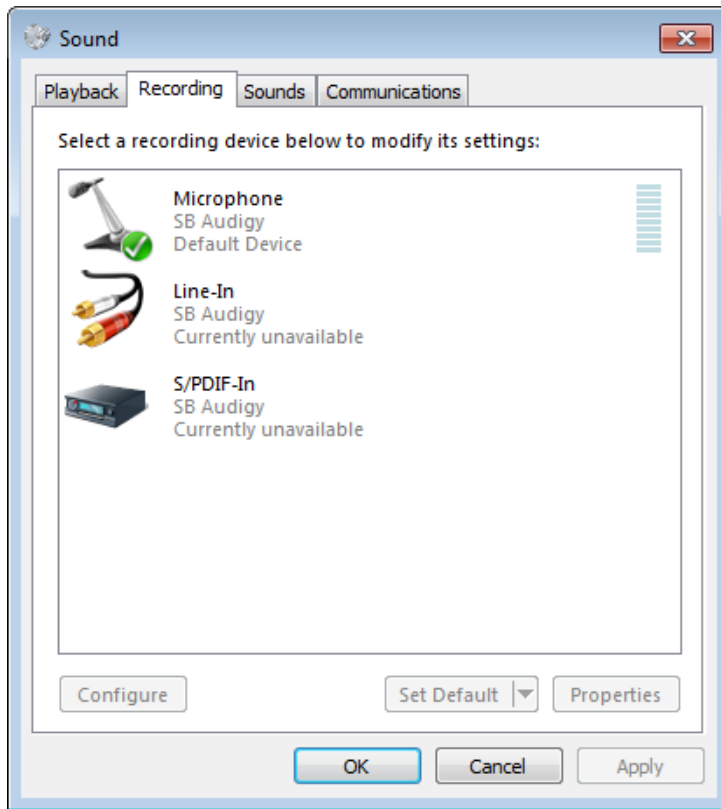 Sound
Playback Recording Sounds Communications
Select a recording device below to modify its settings:
Microphone
SB Audigy
Default Device
Line-In
SB Audigy
Currently unavailable
S/PDIF-In
SB Audigy
Currently unavailable
Configure Set Default Properties
OK Cancel Apply